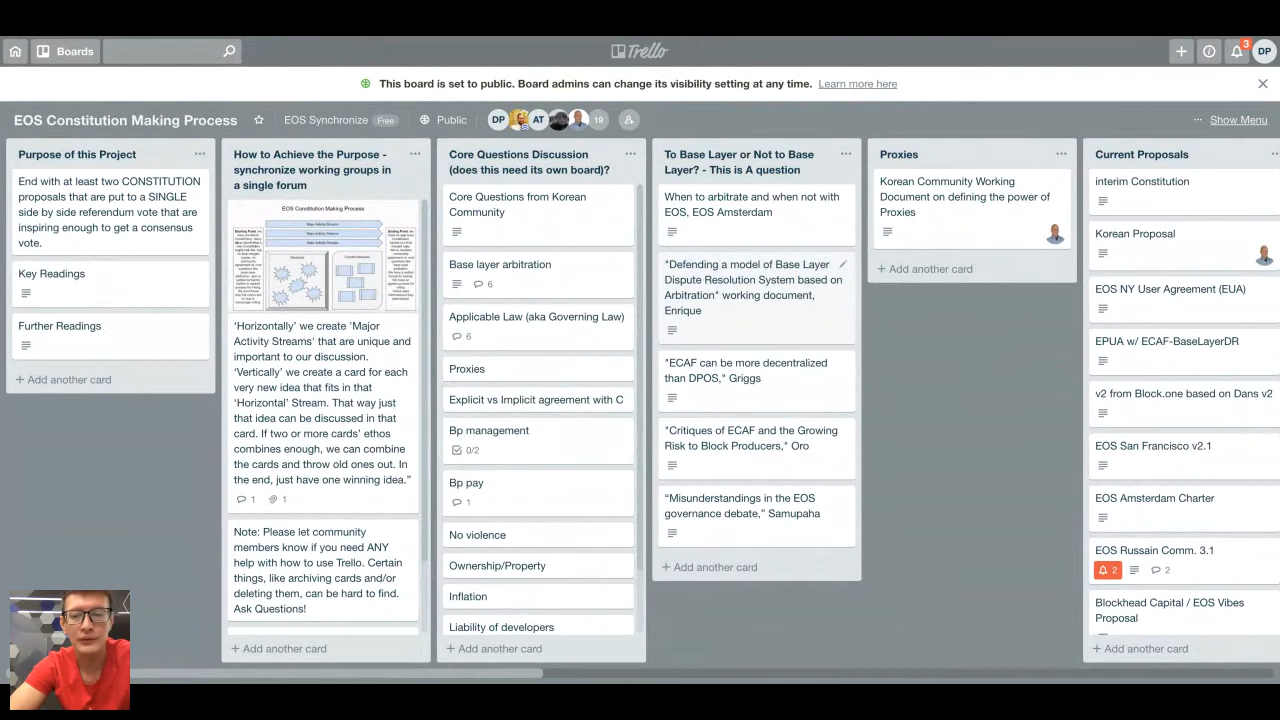 Boards
Trello
3
DP
This board is set to public. Board admins can change its visibility setting at any time. Learn more here
EOS Constitution Making Process
EOS Synchronize Free
Public
DP
AT
19
... Show Menu
Purpose of this Project
End with at least two CONSTITUTION
proposals that are put to a SINGLE
side by side referendum vote that are
inspiring enough to get a consensus
vote.
Key Readings
Further Readings
+ Add another card
How to Achieve the Purpose -
synchronize working groups in
a single forum
EOS Constitution Making Process
Major Activity Streams
Major Activity Streams
Major Activity Streams
‘Horizontally’ we create ‘Major
Activity Streams’ that are unique and
important to our discussion.
‘Vertically’ we create a card for each
very new idea that fits in that
‘Horizontal’ Stream. That way just
that idea can be discussed in that
card. If two or more cards’ ethos
combines enough, we can combine
the cards and throw old ones out. In
the end, just have one winning idea.”
1 1
Note: Please let community
members know if you need ANY
help with how to use Trello. Certain
things, like archiving cards and/or
deleting them, can be hard to find.
Ask Questions!
+ Add another card
Core Questions Discussion
(does this need its own board)?
Core Questions from Korean
Community
Base layer arbitration
6
Applicable Law (aka Governing Law)
6
Proxies
Explicit vs Implicit agreement with C
Bp management
0/2
Bp pay
1
No violence
Ownership/Property
Inflation
Liability of developers
+ Add another card
To Base Layer or Not to Base
Layer? - This is A question
When to arbitrate and when not with
EOS, EOS Amsterdam
"Defending a model of Base Layer
Dispute Resolution System based on
Arbitration" working document,
Enrique
"ECAF can be more decentralized
than DPOS," Griggs
"Critiques of ECAF and the Growing
Risk to Block Producers," Oro
“Misunderstandings in the EOS
governance debate,” Samupaha
+ Add another card
Proxies
Korean Community Working
Document on defining the power of
Proxies
+ Add another card
Current Proposals
interim Constitution
Korean Proposal
EOS NY User Agreement (EUA)
EPUA w/ ECAF-BaseLayerDR
v2 from Block.one based on Dans v2
EOS San Francisco v2.1
EOS Amsterdam Charter
EOS Russain Comm. 3.1
2 2
Blockhead Capital / EOS Vibes
Proposal
+ Add another card